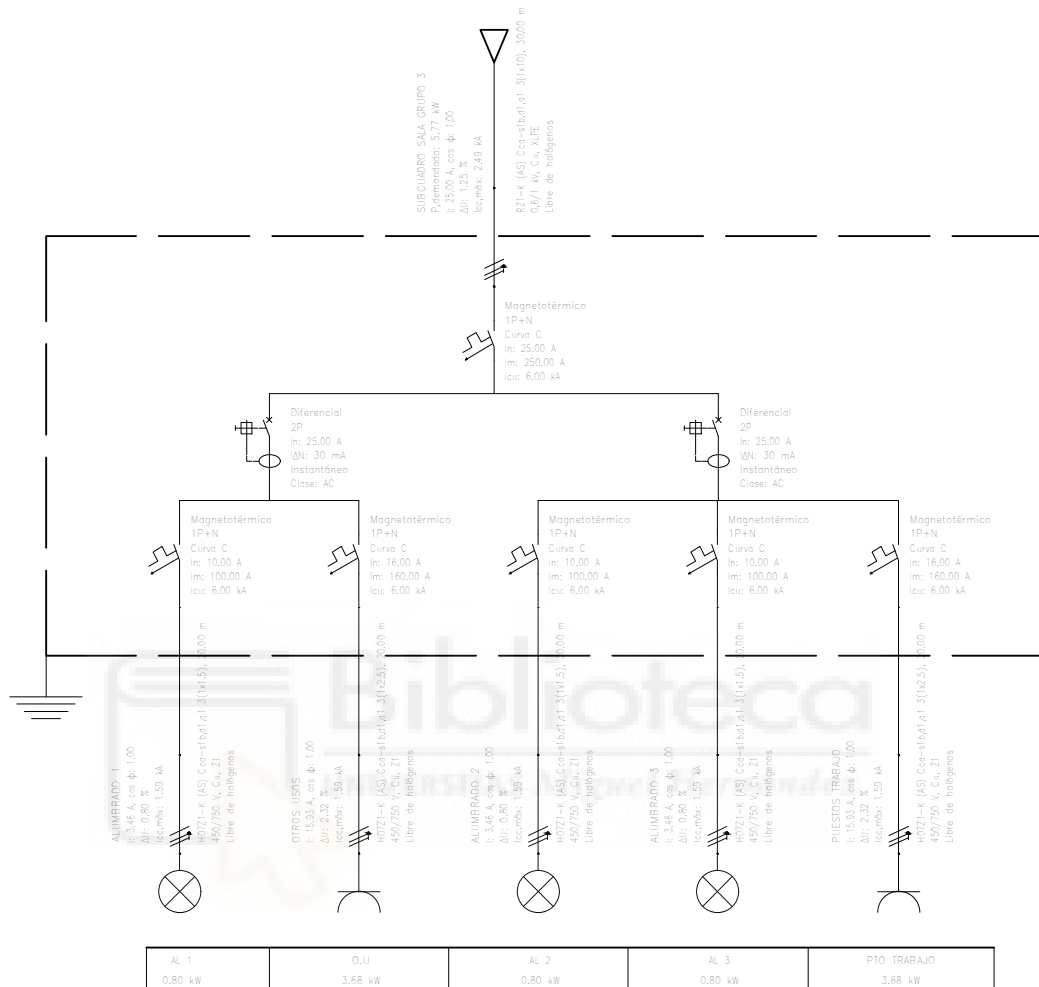 SUBCUADRO SALA GRUPO 3
P.demandada: 5.77 kW
I: 25.00 A, cos φ: 1.00
ΔU: 1.25 %
Icc,máx: 2.49 kA
RZ1-K (AS) Cca-s1b,d1,a1 3(1x10), 30.00 m
0,6/1 kV, Cu, XLPE
Libre de halógenos
Magnetotérmico
1P+N
Curva C
In: 25.00 A
Im: 250.00 A
Icu: 6.00 kA
Diferencial
2P
In: 25.00 A
IΔN: 30 mA
Instantáneo
Clase: AC
Diferencial
2P
In: 25.00 A
IΔN: 30 mA
Instantáneo
Clase: AC
Magnetotérmico
1P+N
Curva C
In: 10.00 A
Im: 100.00 A
Icu: 6.00 kA
Magnetotérmico
1P+N
Curva C
In: 16.00 A
Im: 160.00 A
Icu: 6.00 kA
Magnetotérmico
1P+N
Curva C
In: 10.00 A
Im: 100.00 A
Icu: 6.00 kA
Magnetotérmico
1P+N
Curva C
In: 10.00 A
Im: 100.00 A
Icu: 6.00 kA
Magnetotérmico
1P+N
Curva C
In: 16.00 A
Im: 160.00 A
Icu: 6.00 kA
Biblioteca
UNIVERSITAS Miguel Hernández
ALUMBRADO 1
I: 3.46 A, cos φ: 1.00
ΔU: 0.80 %
Icc,máx: 1.59 kA
H07Z1-K (AS) Cca-s1b,d1,a1 3(1x1.5), 20.00 m
450/750 V, Cu, Z1
Libre de halógenos
OTROS USOS
I: 15.93 A, cos φ: 1.00
ΔU: 2.32 %
Icc,máx: 1.59 kA
H07Z1-K (AS) Cca-s1b,d1,a1 3(1x2.5), 20.00 m
450/750 V, Cu, Z1
Libre de halógenos
ALUMBRADO 2
I: 3.46 A, cos φ: 1.00
ΔU: 0.80 %
Icc,máx: 1.59 kA
H07Z1-K (AS) Cca-s1b,d1,a1 3(1x1.5), 20.00 m
450/750 V, Cu, Z1
Libre de halógenos
ALUMBRADO 3
I: 3.46 A, cos φ: 1.00
ΔU: 0.80 %
Icc,máx: 1.59 kA
H07Z1-K (AS) Cca-s1b,d1,a1 3(1x1.5), 20.00 m
450/750 V, Cu, Z1
Libre de halógenos
PUESTOS TRABAJO
I: 15.93 A, cos φ: 1.00
ΔU: 2.32 %
Icc,máx: 1.59 kA
H07Z1-K (AS) Cca-s1b,d1,a1 3(1x2.5), 20.00 m
450/750 V, Cu, Z1
Libre de halógenos
AL 1
0.80 kW
O.U
3.68 kW
AL 2
0.80 kW
AL 3
0.80 kW
PTO TRABAJO
3.68 kW